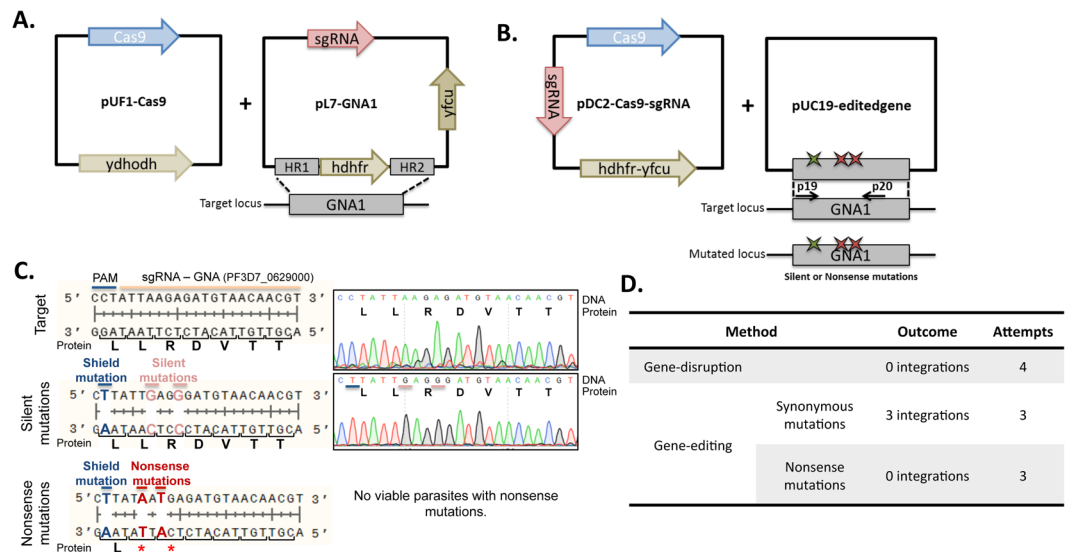 A.
Cas9
pUF1-Cas9
ydhodh
+
sgRNA
pL7-GNA1
yfcu
HR1
hdhfr
HR2
Target locus
GNA1
B.
Cas9
sgRNA
pDC2-Cas9-sgRNA
hdhfr-yfcu
+
pUC19-editedgene
p19
p20
Target locus
GNA1
Mutated locus
GNA1
Silent or Nonsense mutations
C.
PAM
sgRNA – GNA (PF3D7_0629000)
Target
5′ CCTATTAAGAGATGTAACAACGT 3′
3′ GGATAATTCTCTACATTGTTGCA 5′
Protein L L R D V T T
CCTATTAAGAGATGTAACAACGT DNA
L L R D V T T Protein
Shield mutation
Silent mutations
Silent mutations
5′ CTTATTGAGGGATGTAACAACGT 3′
3′ GAATAACTCCCTACATTGTTGCA 5′
Protein L L R D V T T
CTTATTGAGGGATGTAACAACGT DNA
L L R D V T T Protein
Shield mutation
Nonsense mutations
Nonsense mutations
5′ CTTATAATGAGATGTAACAACGT 3′
3′ GAATATTACTCTACATTGTTGCA 5′
Protein L * *
No viable parasites with nonsense
mutations.
D.
Method Outcome Attempts
Gene-disruption 0 integrations 4
Gene-editing
Synonymous mutations 3 integrations 3
Nonsense mutations 0 integrations 3